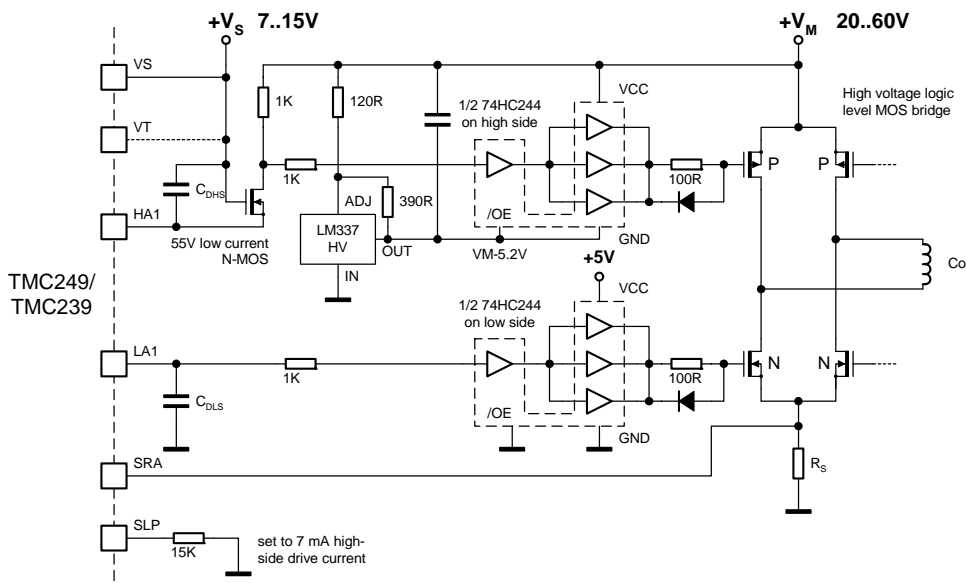 +VS 7..15V
+VM 20..60V
VS
VT
CDHS
HA1
55V low current
N-MOS
1K
1K
120R
ADJ
390R
LM337
HV
OUT
IN
1/2 74HC244
on high side
VCC
/OE
GND
VM-5.2V
100R
P
P
High voltage logic
level MOS bridge
TMC249/
TMC239
Co
+5V
VCC
1/2 74HC244
on low side
LA1
CDLS
1K
/OE
GND
100R
N
N
SRA
RS
SLP
15K
set to 7 mA high-
side drive current